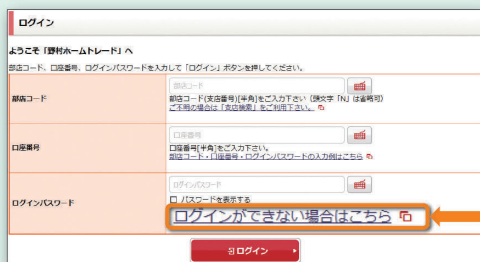 ログイン
ようこそ「野村ホームトレード」へ
部店コード、口座番号、ログインパスワードを入力して「ログイン」ボタンを押してください。
部店コード
部店コード
部店コード(支店番号)[半角]をご入力下さい（頭文字「N」は省略可）
ご不明の場合は「支店検索」をご利用下さい。
口座番号
口座番号
口座番号[半角]をご入力下さい。
部店コード・口座番号・ログインパスワードの入力例はこちら
ログインパスワード
ログインパスワード
パスワードを表示する
ログインができない場合はこちら
ログイン